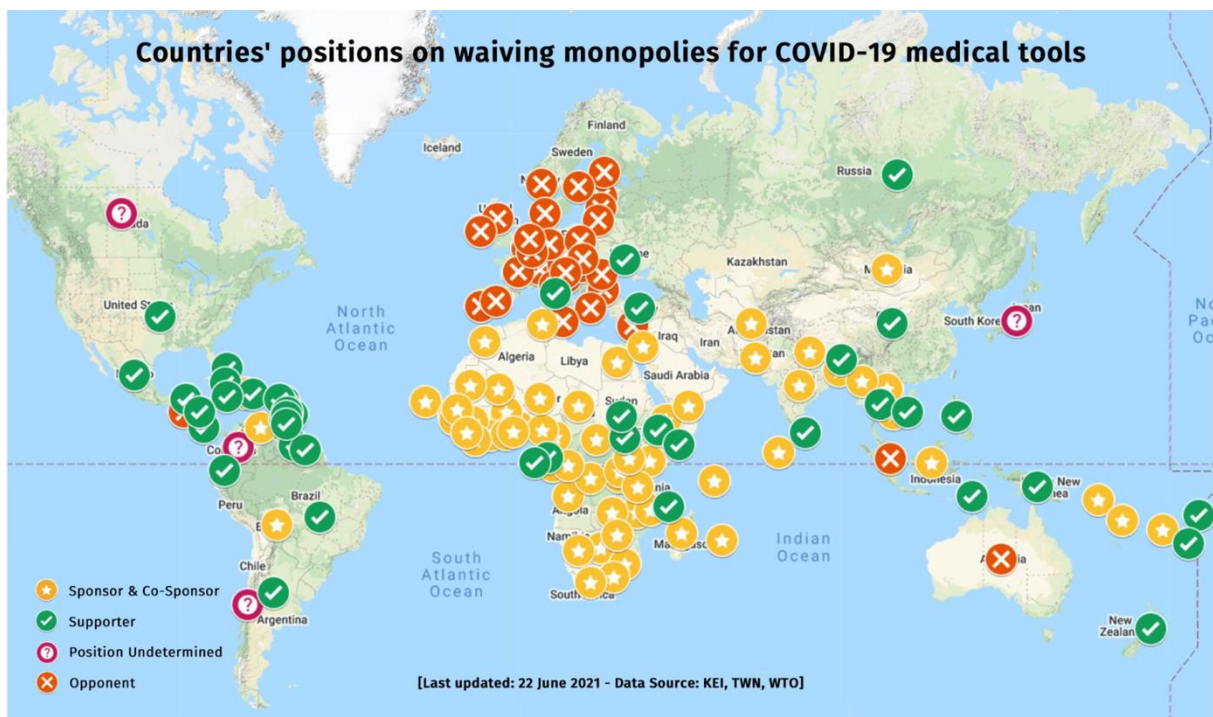 Countries' positions on waiving monopolies for COVID-19 medical tools
Finland
Iceland
Sweden
Russia
Kazakhstan
United States
North
Atlantic
Ocean
South Korea
Iraq
Iran
Algeria
Libya
Saudi Arabia
Sudan
Brazil
Peru
Angola
Indonesia
New
Indian
Ocean
South
Atlantic
Ocean
Chile
Argentina
New
Zealand
Sponsor & Co-Sponsor
Supporter
Position Undetermined
Opponent
[Last updated: 22 June 2021 - Data Source: KEI, TWN, WTO]